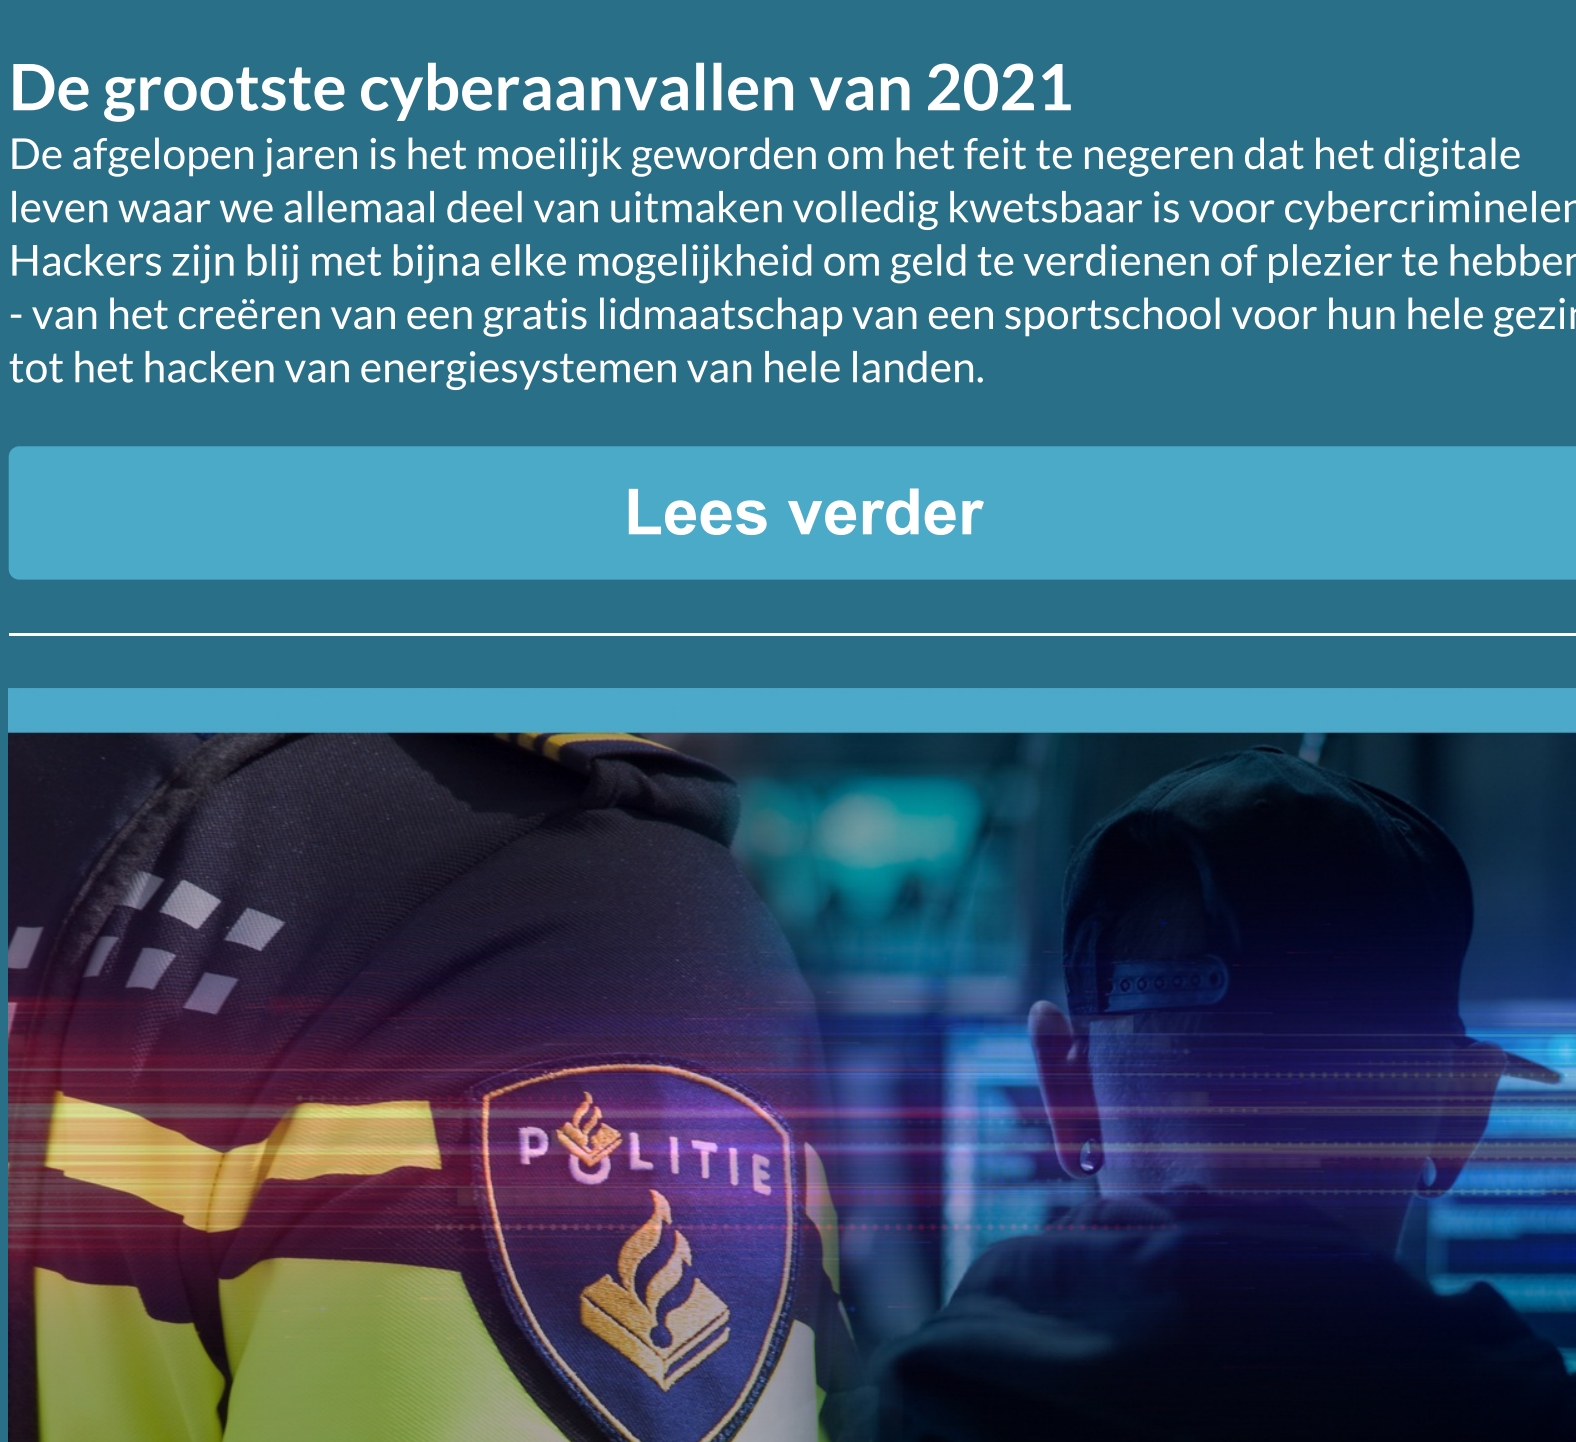 De grootste cyberaanvallen van 2021
De afgelopen jaren is het moeilijk geworden om het feit te negeren dat het digitale
leven waar we allemaal deel van uitmaken volledig kwetsbaar is voor cybercriminelen
Hackers zijn blij met bijna elke mogelijkheid om geld te verdienen of plezier te hebben
- van het creëren van een gratis lidmaatschap van een sportschool voor hun hele gezin
tot het hacken van energiesystemen van hele landen.
Lees verder
POLITIE